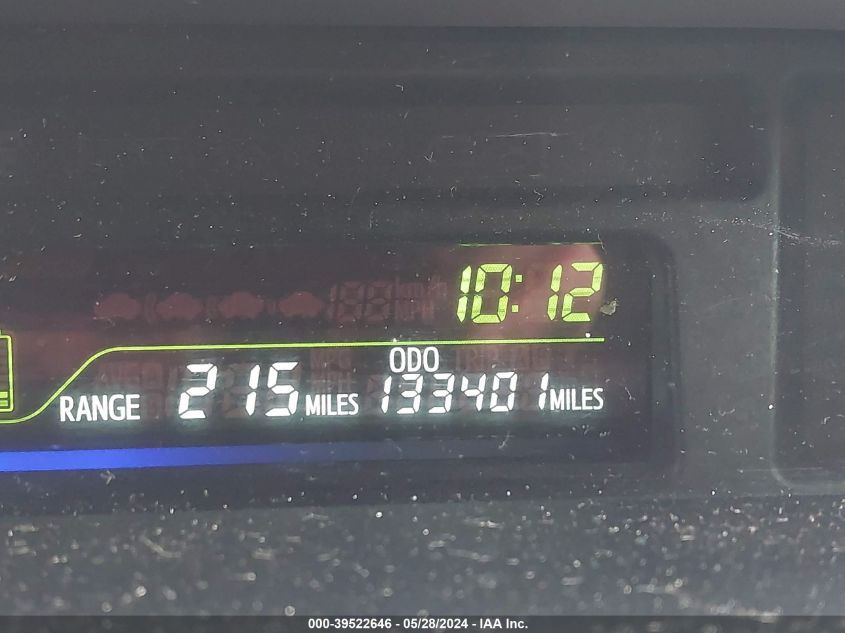 10:12
ODO
RANGE 215 MILES 133401 MILES
000-39522646 - 05/28/2024 - IAA Inc.